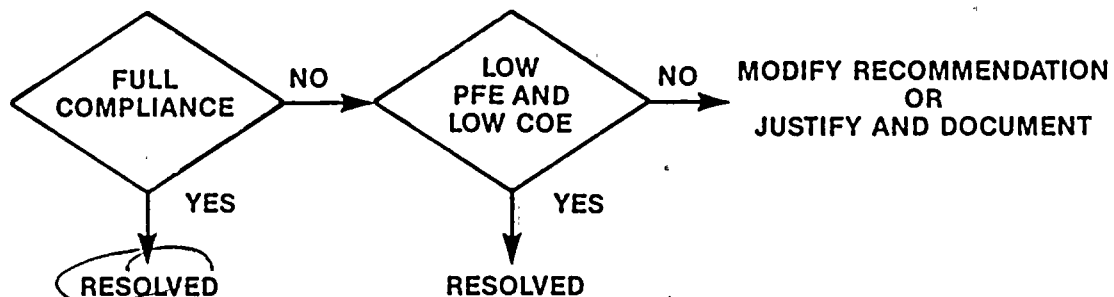 FULL
COMPLIANCE
NO
LOW
PFE AND
LOW COE
NO
MODIFY RECOMMENDATION
OR
JUSTIFY AND DOCUMENT
YES
YES
RESOLVED
RESOLVED